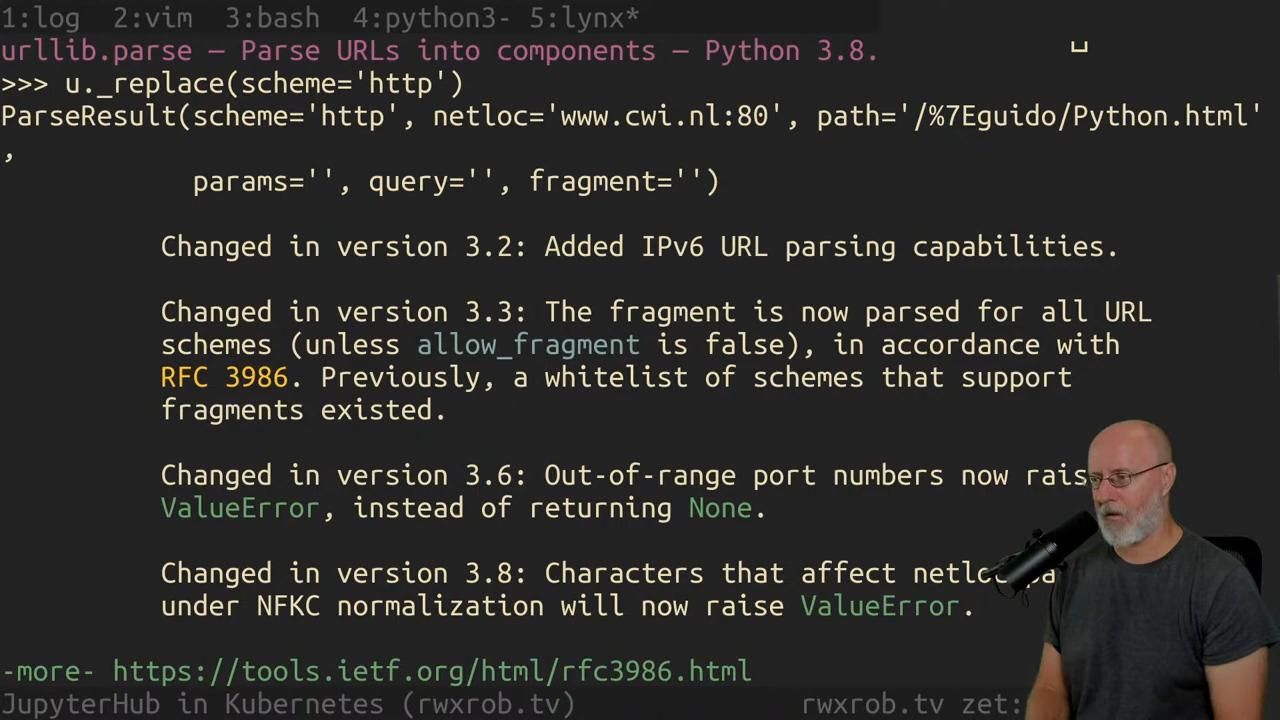 1:log  2:vim  3:bash  4:python3- 5:lynx*
urllib.parse — Parse URLs into components — Python 3.8.
>>> u._replace(scheme='http')
ParseResult(scheme='http', netloc='www.cwi.nl:80', path='/%7Eguido/Python.html'
,
params='', query='', fragment='')
Changed in version 3.2: Added IPv6 URL parsing capabilities.
Changed in version 3.3: The fragment is now parsed for all URL
schemes (unless allow_fragment is false), in accordance with
RFC 3986. Previously, a whitelist of schemes that support
fragments existed.
Changed in version 3.6: Out-of-range port numbers now rais
ValueError, instead of returning None.
Changed in version 3.8: Characters that affect netloc pa
under NFKC normalization will now raise ValueError.
-more- https://tools.ietf.org/html/rfc3986.html
JupyterHub in Kubernetes (rwxrob.tv) rwxrob.tv zet: